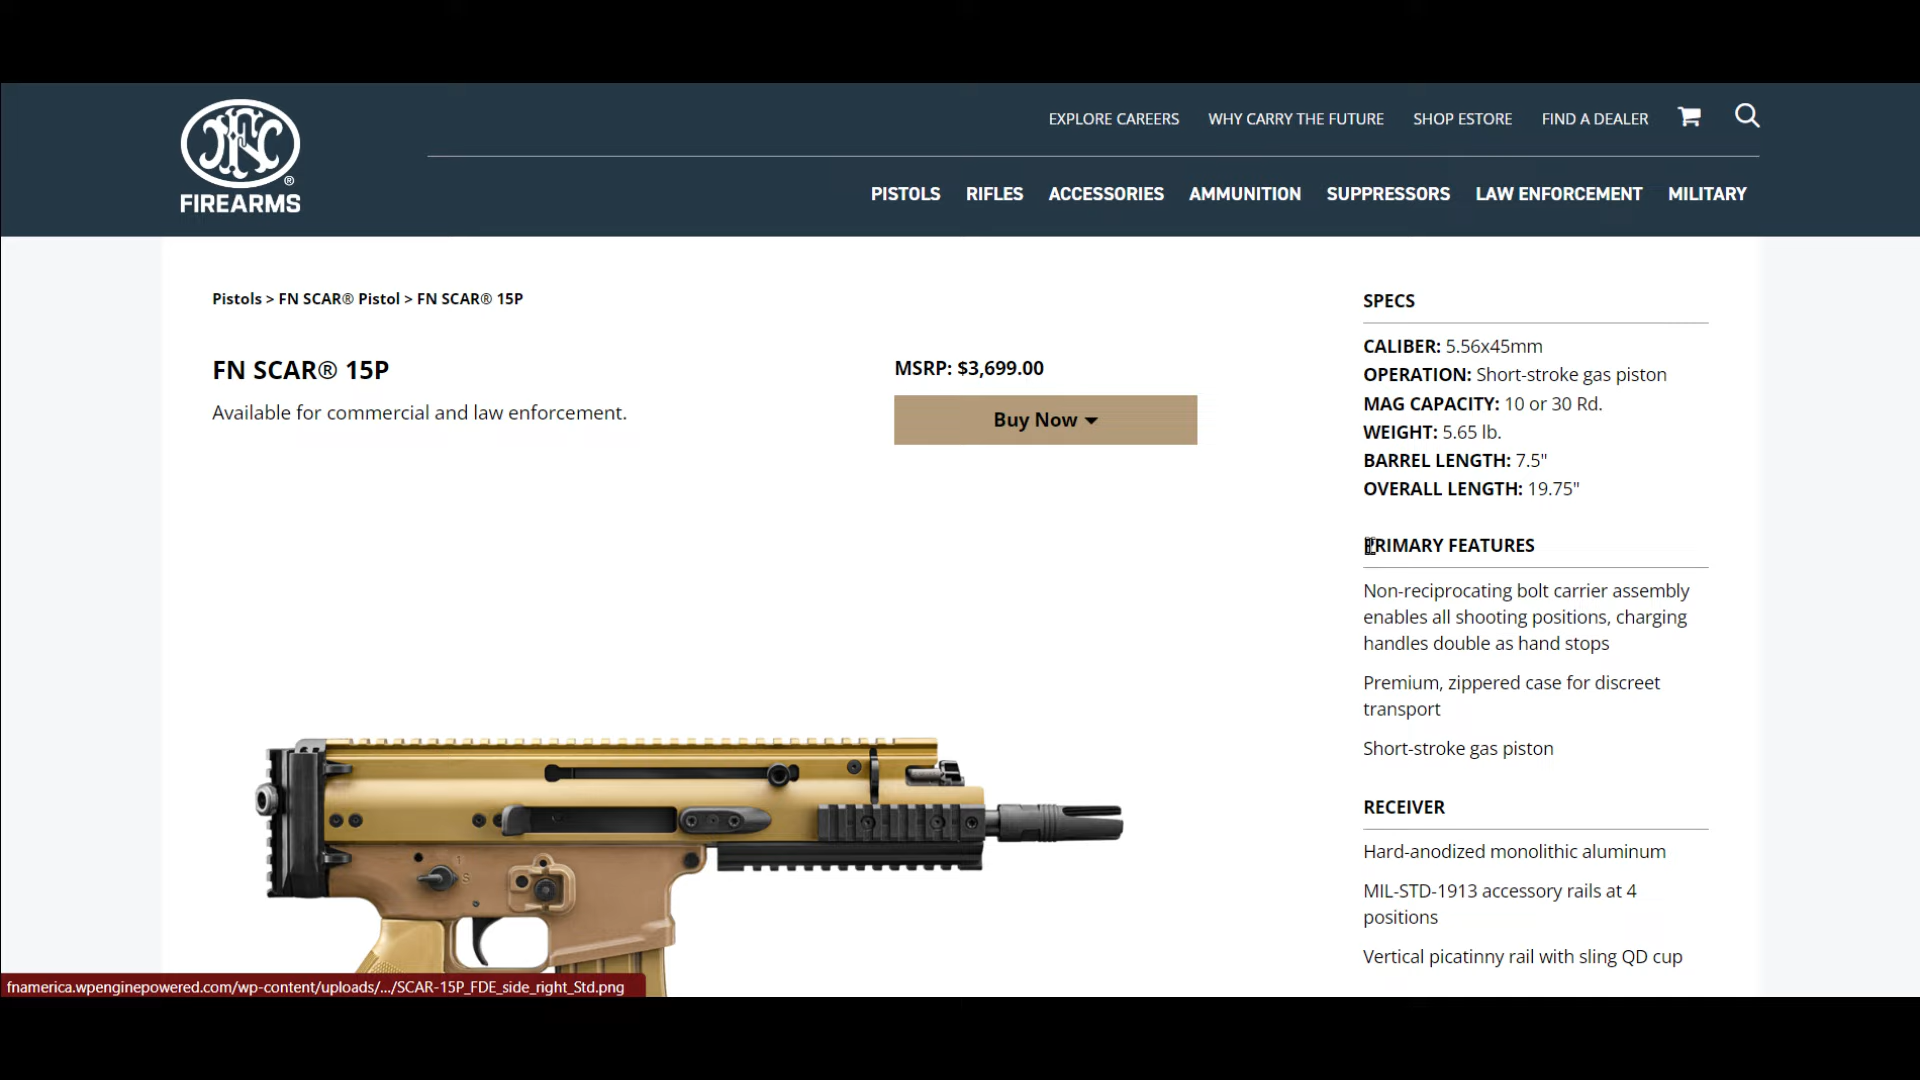 FN
FIREARMS
EXPLORE CAREERS
WHY CARRY THE FUTURE
SHOP ESTORE
FIND A DEALER
PISTOLS
RIFLES
ACCESSORIES
AMMUNITION
SUPPRESSORS
LAW ENFORCEMENT
MILITARY
Pistols > FN SCAR® Pistol > FN SCAR® 15P
FN SCAR® 15P
Available for commercial and law enforcement.
MSRP: $3,699.00
Buy Now
1
S
fnamerica.wpenginepowered.com/wp-content/uploads/.../SCAR-15P_FDE_side_right_Std.png
SPECS
CALIBER: 5.56x45mm
OPERATION: Short-stroke gas piston
MAG CAPACITY: 10 or 30 Rd.
WEIGHT: 5.65 lb.
BARREL LENGTH: 7.5"
OVERALL LENGTH: 19.75"
PRIMARY FEATURES
Non-reciprocating bolt carrier assembly
enables all shooting positions, charging
handles double as hand stops
Premium, zippered case for discreet
transport
Short-stroke gas piston
RECEIVER
Hard-anodized monolithic aluminum
MIL-STD-1913 accessory rails at 4
positions
Vertical picatinny rail with sling QD cup